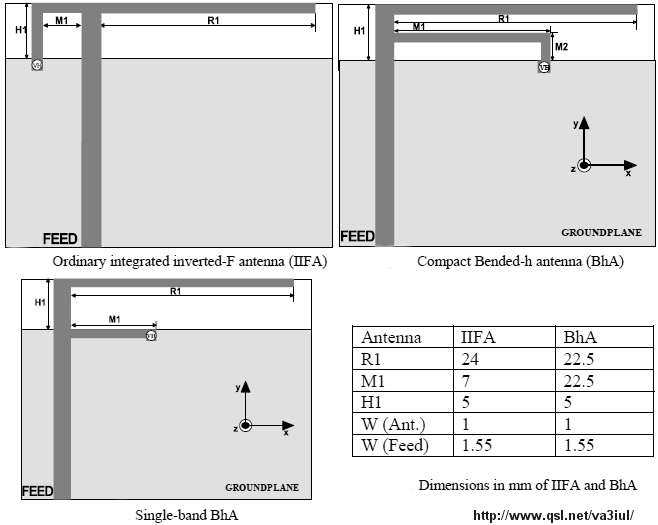 H1
M1
R1
VH
FEED
Ordinary integrated inverted-F antenna (IIFA)
H1
R1
M1
M2
VH
y
z
x
FEED
GROUNDPLANE
Compact Bended-h antenna (BhA)
H1
R1
M1
VH
y
z
x
FEED
GROUNDPLANE
Single-band BhA
Antenna IIFA BhA
R1 24 22.5
M1 7 22.5
H1 5 5
W (Ant.) 1 1
W (Feed) 1.55 1.55
Dimensions in mm of IIFA and BhA
http://www.qsl.net/va3iul/